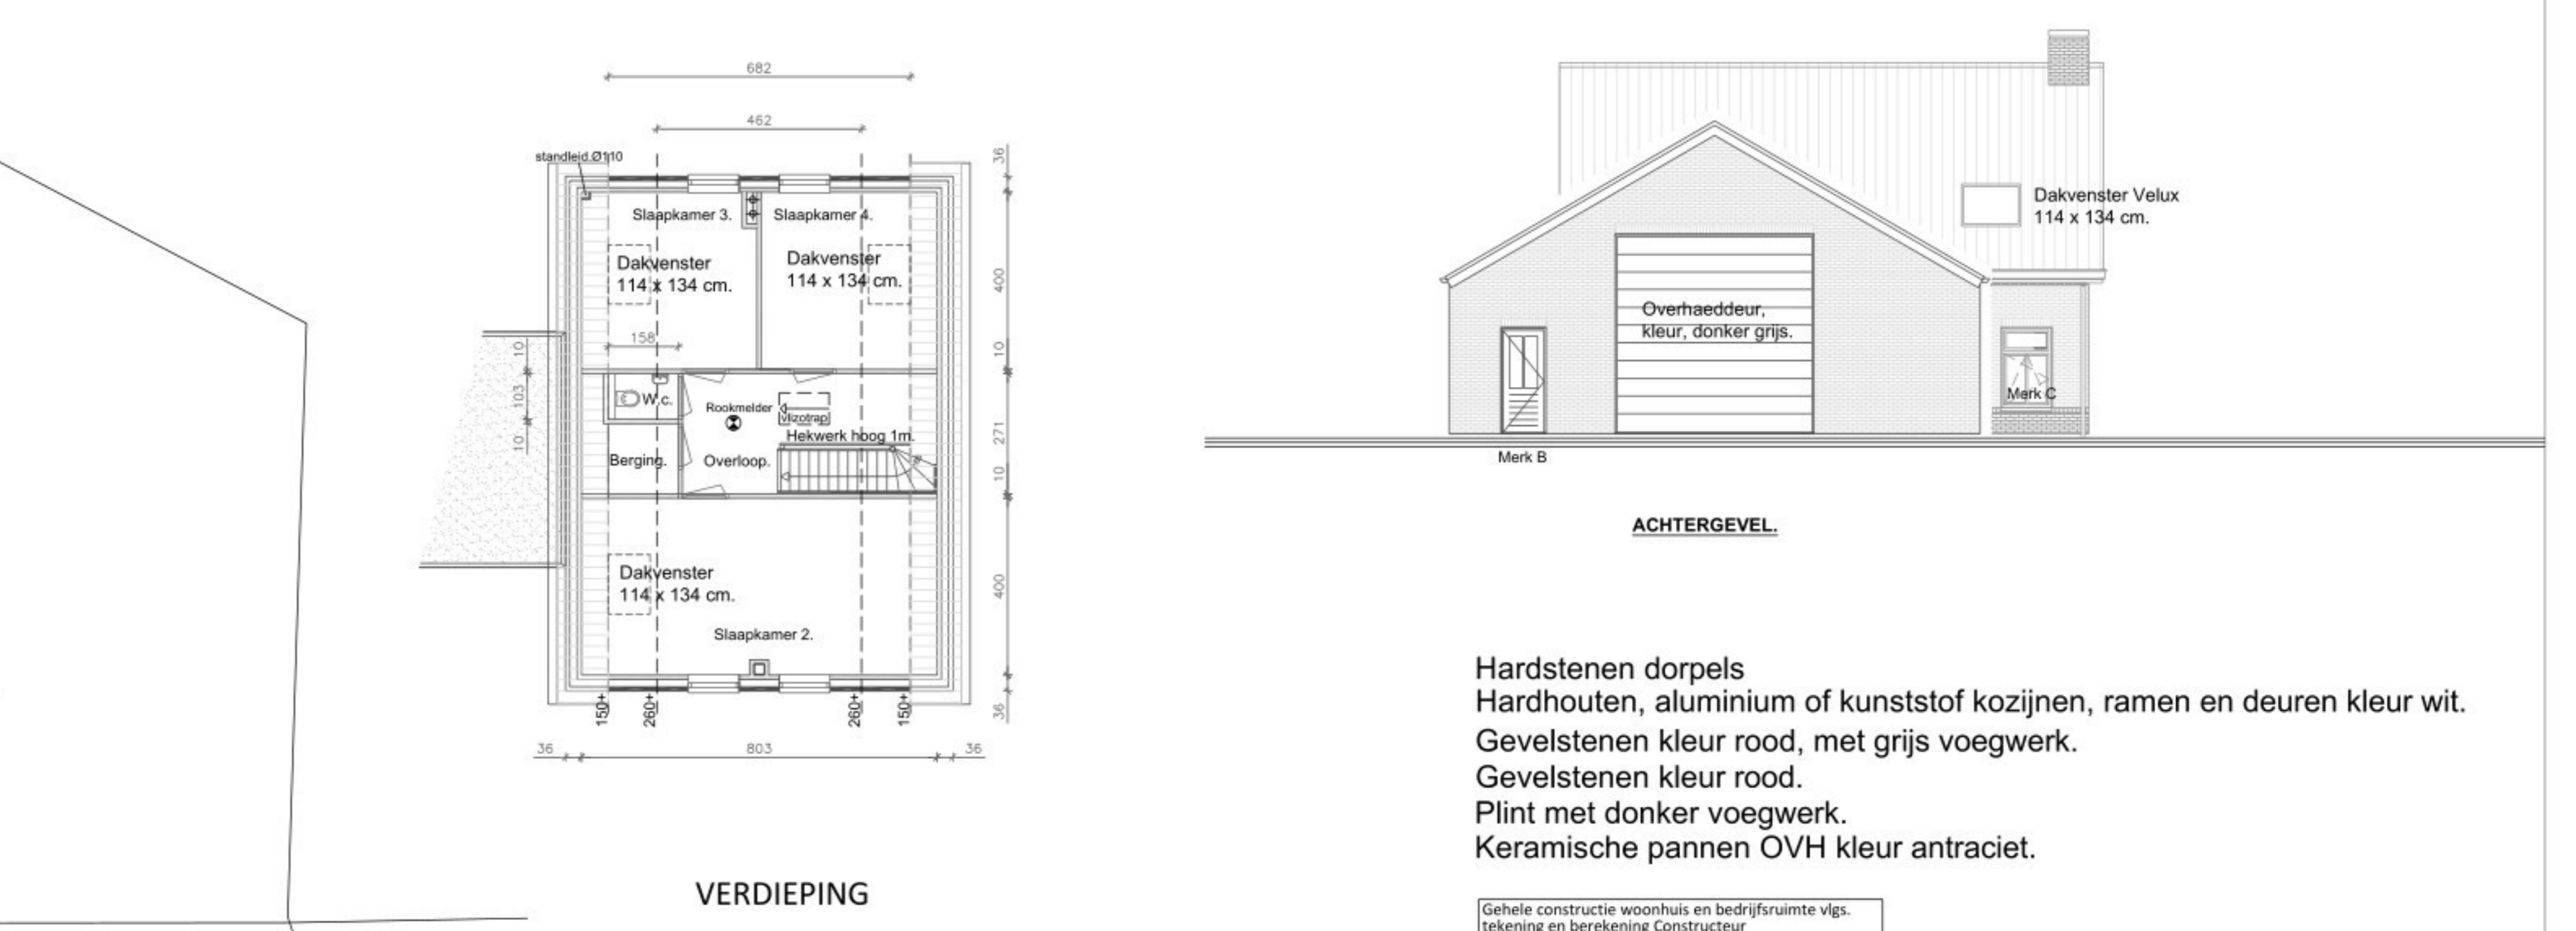 682
462
standleid.Ø110
36
Slaapkamer 3.
Slaapkamer 4.
Dakvenster
114 x 134 cm.
Dakvenster
114 x 134 cm.
400
158
10
103
10
10
W.c.
Rookmelder
Vlizotrap
Hekwerk hoog 1m.
271
Berging.
Overloop.
10
Dakvenster
114 x 134 cm.
400
Slaapkamer 2.
150+
260+
260+
150+
36
36
803
36
VERDIEPING
Dakvenster Velux
114 x 134 cm.
Overhaeddeur,
kleur, donker grijs.
Merk C
Merk B
ACHTERGEVEL.
Hardstenen dorpels
Hardhouten, aluminium of kunststof kozijnen, ramen en deuren kleur wit.
Gevelstenen kleur rood, met grijs voegwerk.
Gevelstenen kleur rood.
Plint met donker voegwerk.
Keramische pannen OVH kleur antraciet.
Gehele constructie woonhuis en bedrijfsruimte vlgs.
tekening en berekening Constructeur